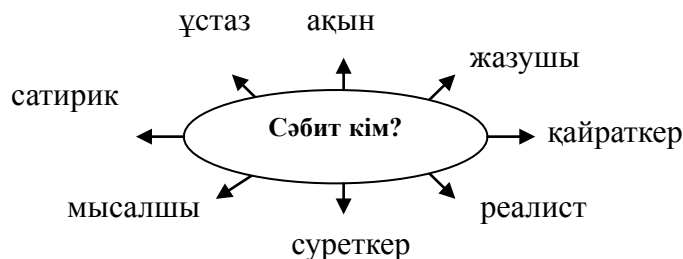 ұстаз ақын
жазушы
сатирик
Сәбит кім?
қайраткер
мысалшы
реалист
суреткер